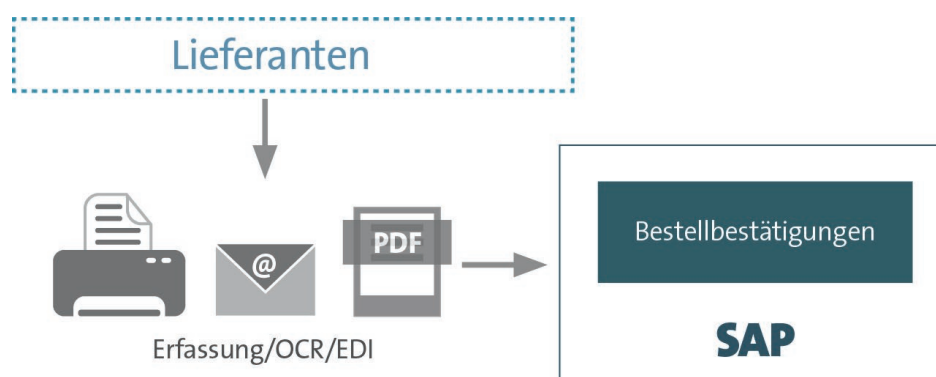 Lieferanten
@
PDF
Erfassung/OCR/EDI
Bestellbestätigungen
SAP